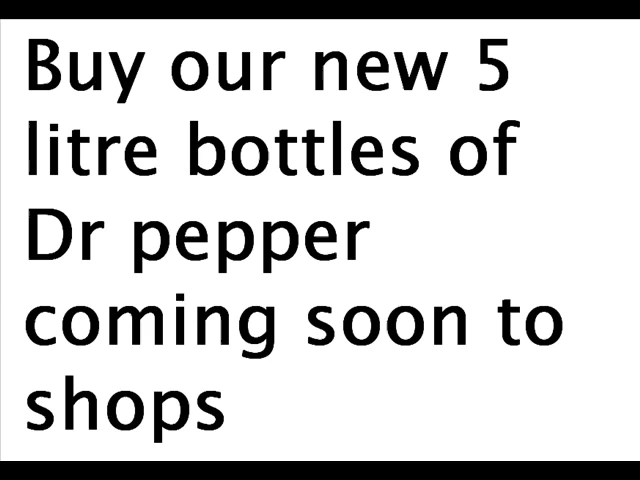 Buy our new 5
litre bottles of
Dr pepper
coming soon to
shops